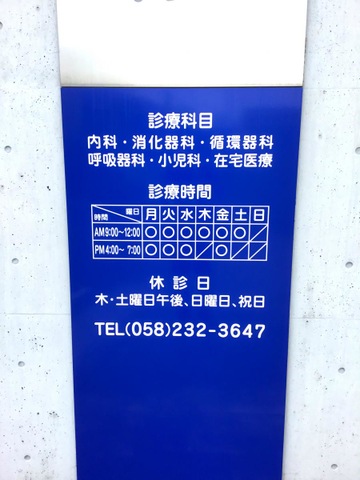 診療科目
内科・消化器科・循環器科
呼吸器科・小児科・在宅医療
診療時間
時間 曜日 月 火 水 木 金 土 日
AM9:00~12:00 ○ ○ ○ ○ ○ ○ /
PM4:00~ 7:00 ○ ○ ○ / ○ / /
休診日
木・土曜日午後、日曜日、祝日
TEL(058)232-3647